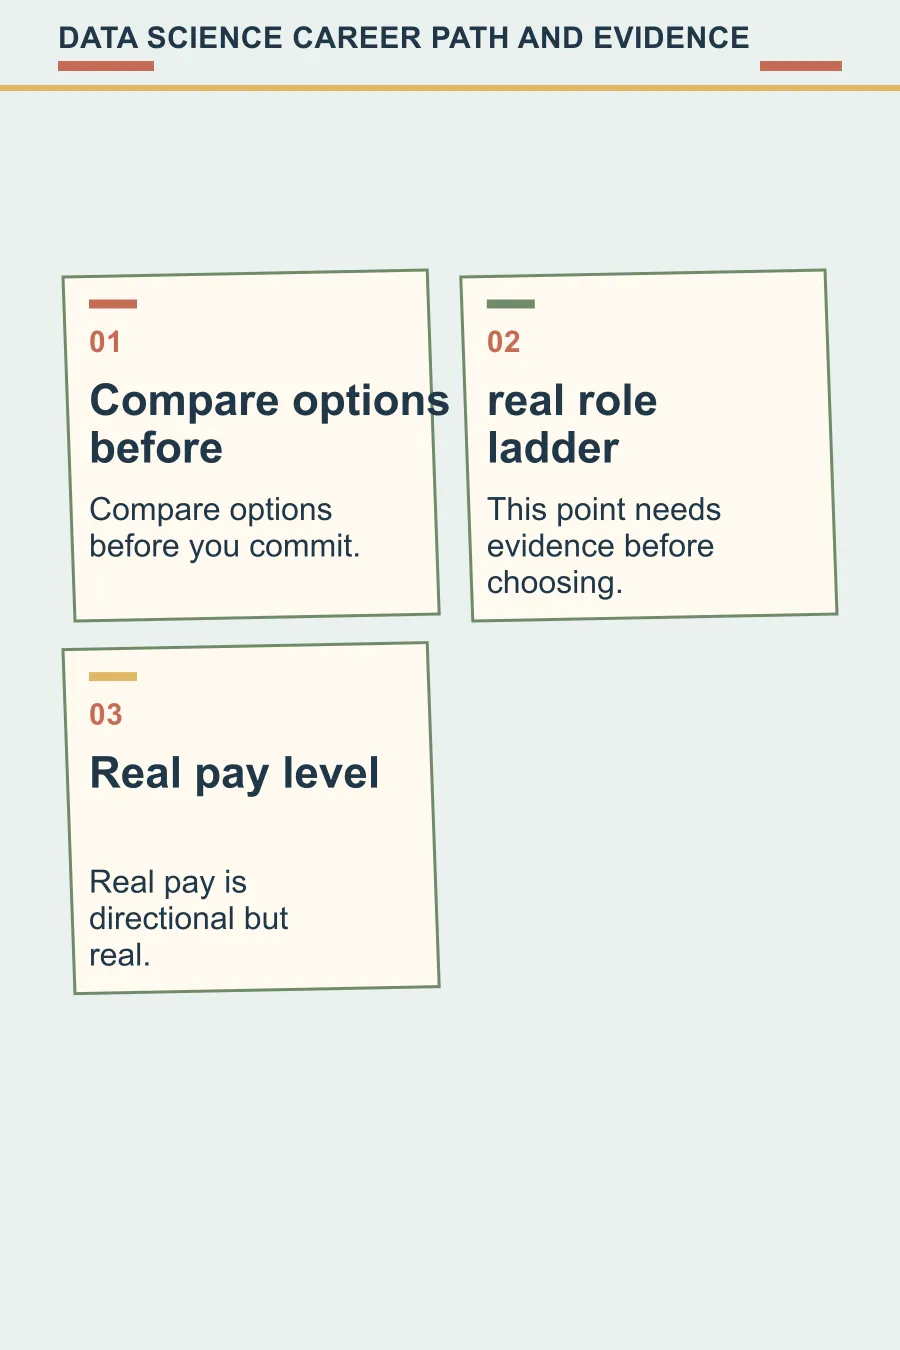 DATA SCIENCE CAREER PATH AND EVIDENCE
01
Compare options
before
Compare options
before you commit.
02
real role
ladder
This point needs
evidence before
choosing.
03
Real pay level
Real pay is
directional but
real.